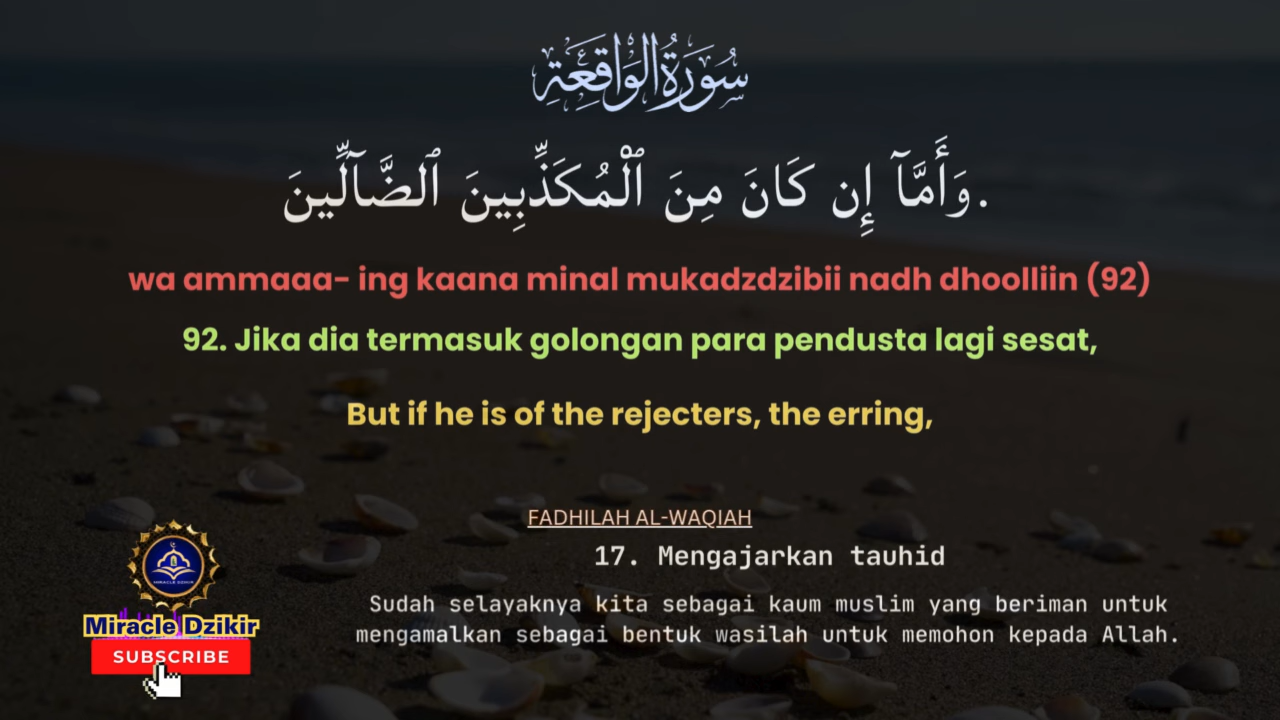 سُورَةُ الْوَاقِعَةِ
وَأَمَّآ إِن كَانَ مِنَ ٱلْمُكَذِّبِينَ ٱلضَّآلِّينَ.
wa ammaaa- ing kaana minal mukadzdzibii nadh dhoolliin (92)
92. Jika dia termasuk golongan para pendusta lagi sesat,
But if he is of the rejecters, the erring,
FADHILAH AL-WAQIAH
17. Mengajarkan tauhid
Sudah selayaknya kita sebagai kaum muslim yang beriman untuk
mengamalkan sebagai bentuk wasilah untuk memohon kepada Allah.
MIRACLE DZIKIR
Miracle Dzikir
SUBSCRIBE